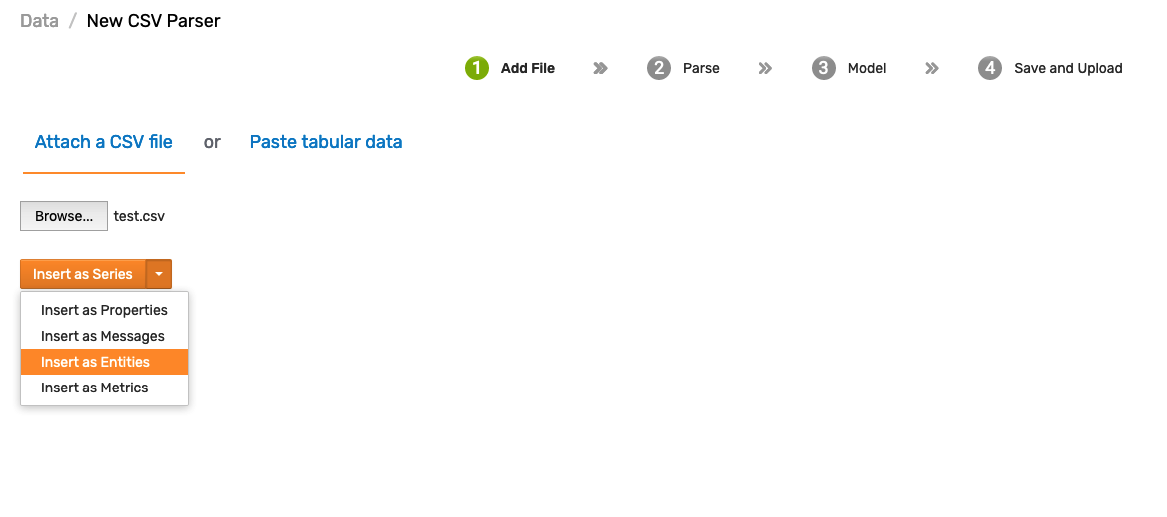 Data / New CSV Parser
1 Add File » 2 Parse » 3 Model » 4 Save and Upload
Attach a CSV file or Paste tabular data
Browse... test.csv
Insert as Series
Insert as Properties
Insert as Messages
Insert as Entities
Insert as Metrics